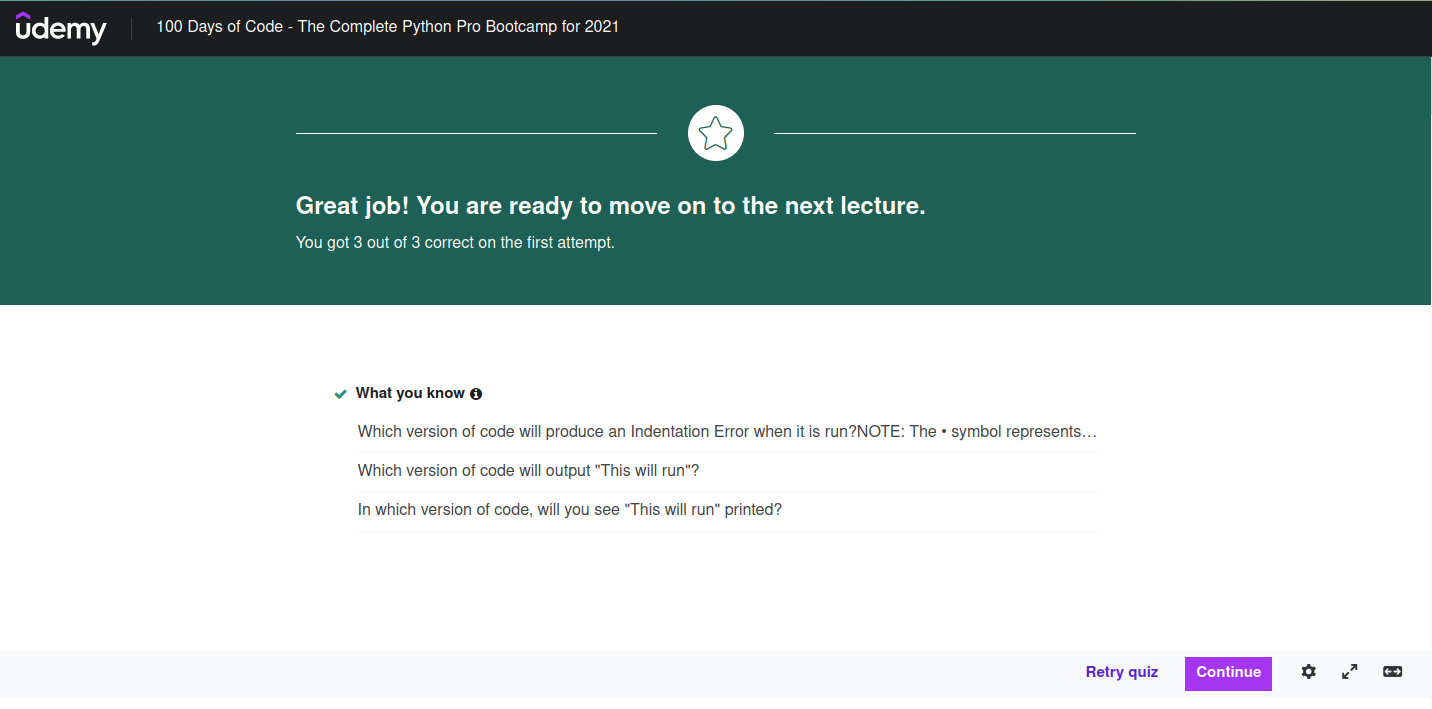 udemy
100 Days of Code - The Complete Python Pro Bootcamp for 2021
Great job! You are ready to move on to the next lecture.
You got 3 out of 3 correct on the first attempt.
What you know
Which version of code will produce an Indentation Error when it is run?NOTE: The • symbol represents…
Which version of code will output "This will run"?
In which version of code, will you see "This will run" printed?
Retry quiz
Continue